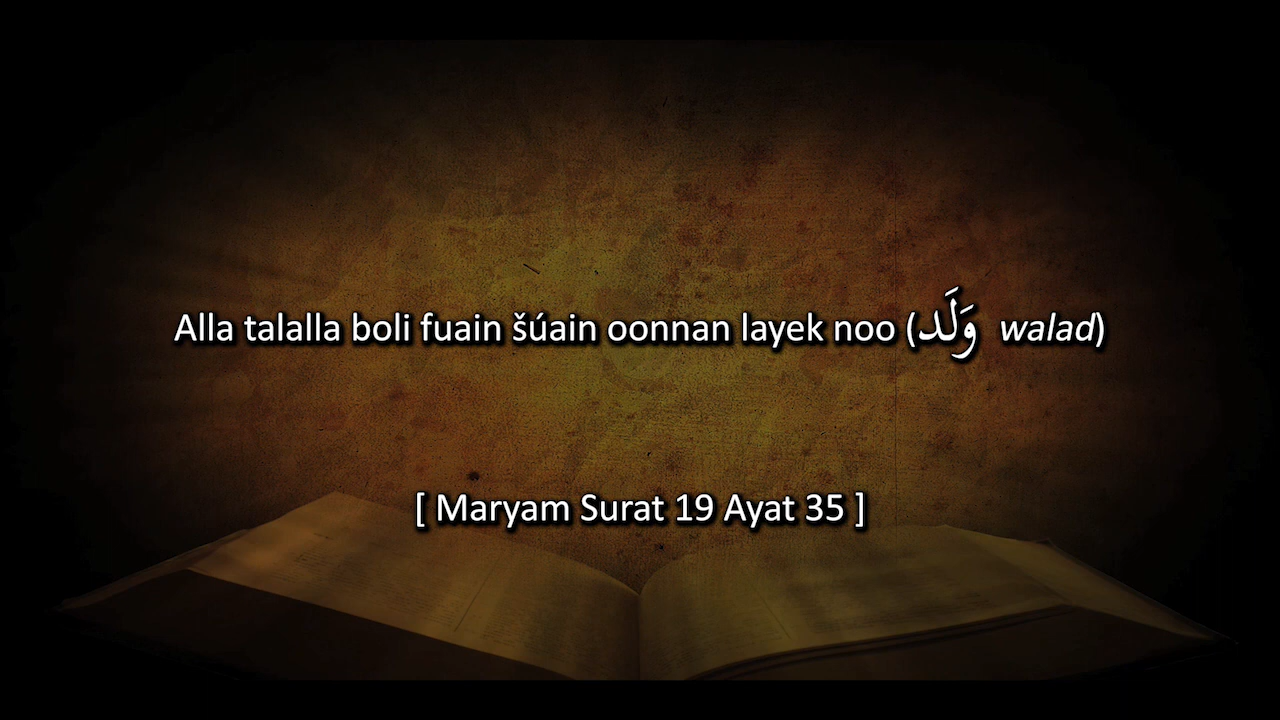 Alla talalla boli fuain šúain oonnan layek noo (وَلَد walad)
[ Maryam Surat 19 Ayat 35 ]